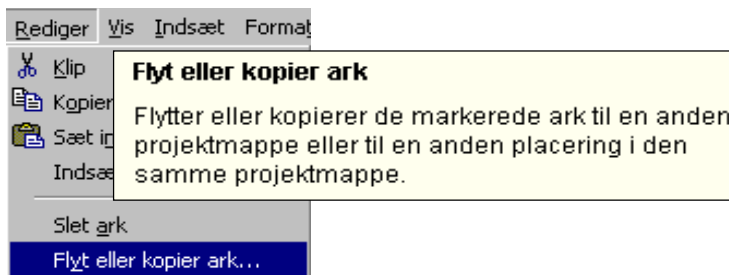 Rediger Vis Indsæt Format
Klip
Kopier
Sæt in
Indsæ
Slet ark
Flyt eller kopier ark...
Flyt eller kopier ark
Flytter eller kopierer de markerede ark til en anden
projektmappe eller til en anden placering i den
samme projektmappe.